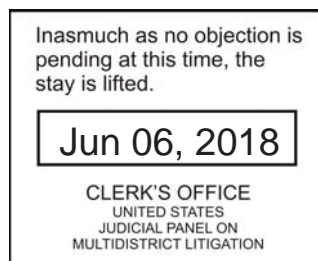 Inasmuch as no objection is
pending at this time, the
stay is lifted.
Jun 06, 2018
CLERK'S OFFICE
UNITED STATES
JUDICIAL PANEL ON
MULTIDISTRICT LITIGATION